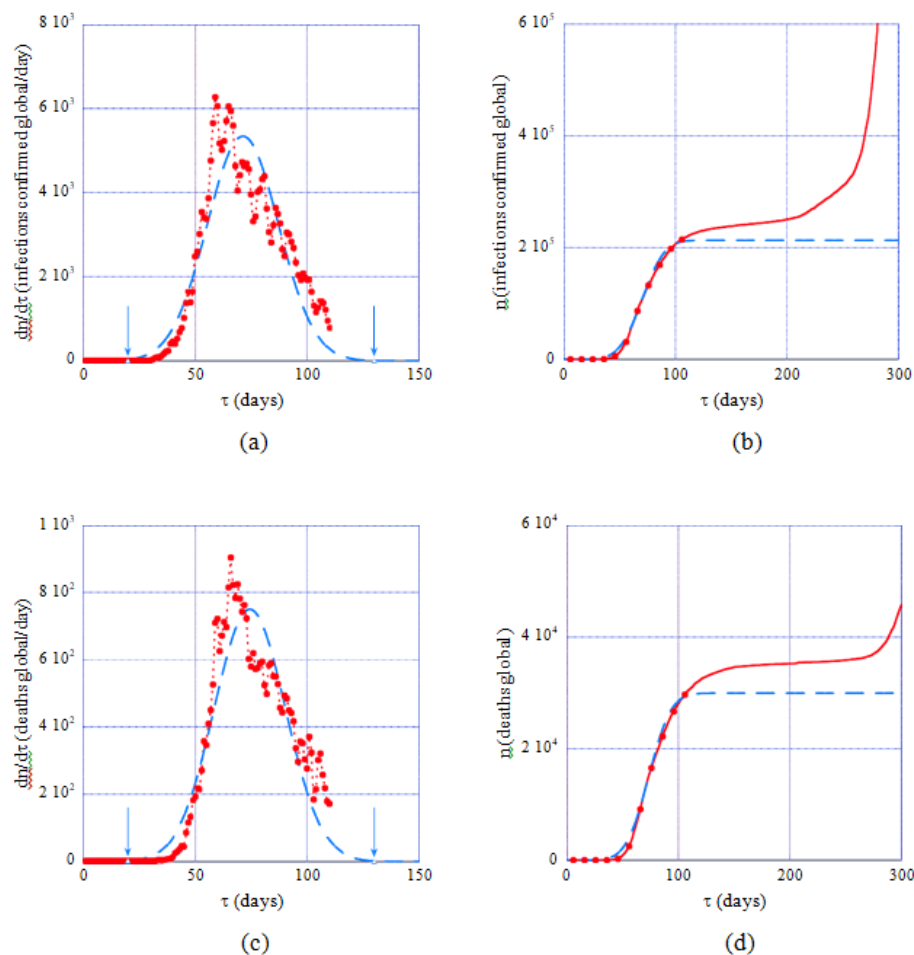 8 10³
6 10³
4 10³
2 10³
0
dn/dτ (infections confirmed global/day)
0 50 100 150
τ (days)
(a)
6 10⁵
4 10⁵
2 10⁵
0
n (infections confirmed global)
0 100 200 300
τ (days)
(b)
1 10³
8 10²
6 10²
4 10²
2 10²
0
dn/dτ (deaths global/day)
0 50 100 150
τ (days)
(c)
6 10⁴
4 10⁴
2 10⁴
0
n (deaths global)
0 100 200 300
τ (days)
(d)